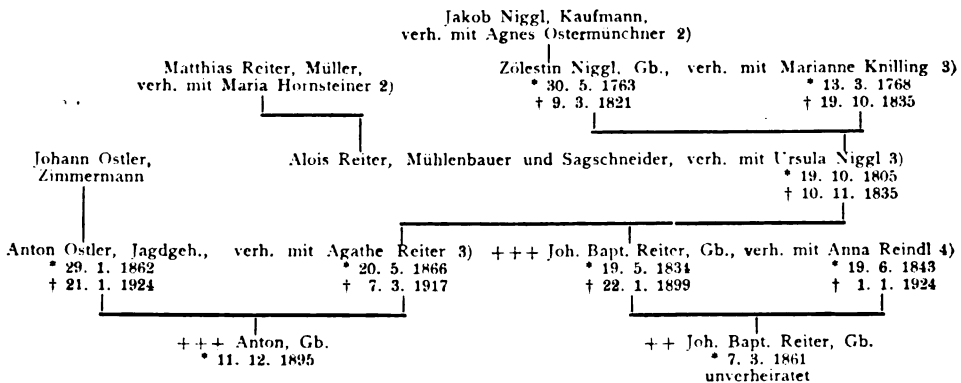 Jakob Niggl, Kaufmann,
verh. mit Agnes Ostermünchner 2)
Matthias Reiter, Müller,
verh. mit Maria Hornsteiner 2)
Zölestin Niggl, Gb., verh. mit Marianne Knilling 3)
* 30. 5. 1763 * 13. 3. 1768
† 9. 3. 1821 † 19. 10. 1835
Johann Ostler,
Zimmermann
Alois Reiter, Mühlenbauer und Sagschneider, verh. mit Ursula Niggl 3)
* 19. 10. 1805
† 10. 11. 1835
Anton Ostler, Jagdgeh., verh. mit Agathe Reiter 3) +++ Joh. Bapt. Reiter, Gb., verh. mit Anna Reindl 4)
* 29. 1. 1862 * 20. 5. 1866 * 19. 5. 1834 * 19. 6. 1843
† 21. 1. 1924 † 7. 3. 1917 † 22. 1. 1899 † 1. 1. 1924
+++ Anton, Gb. ++ Joh. Bapt. Reiter, Gb.
* 11. 12. 1895 * 7. 3. 1861
unverheiratet